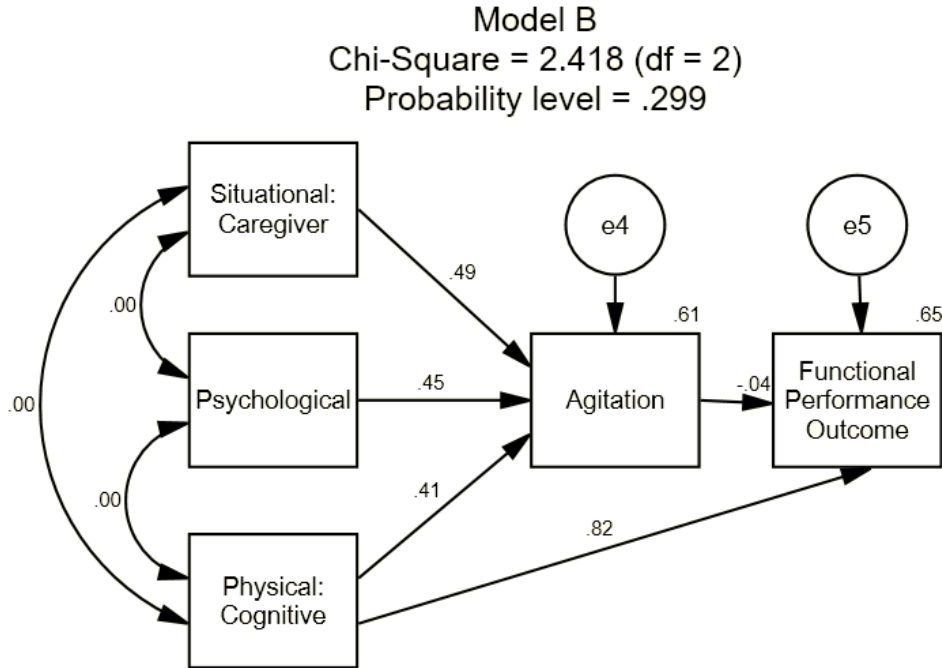 Model B
Chi-Square = 2.418 (df = 2)
Probability level = .299
Situational:
Caregiver
e4
e5
.49
.00
.61
.65
Psychological
.45
Agitation
-.04
Functional
Performance
Outcome
.00
.00
.41
.82
Physical:
Cognitive